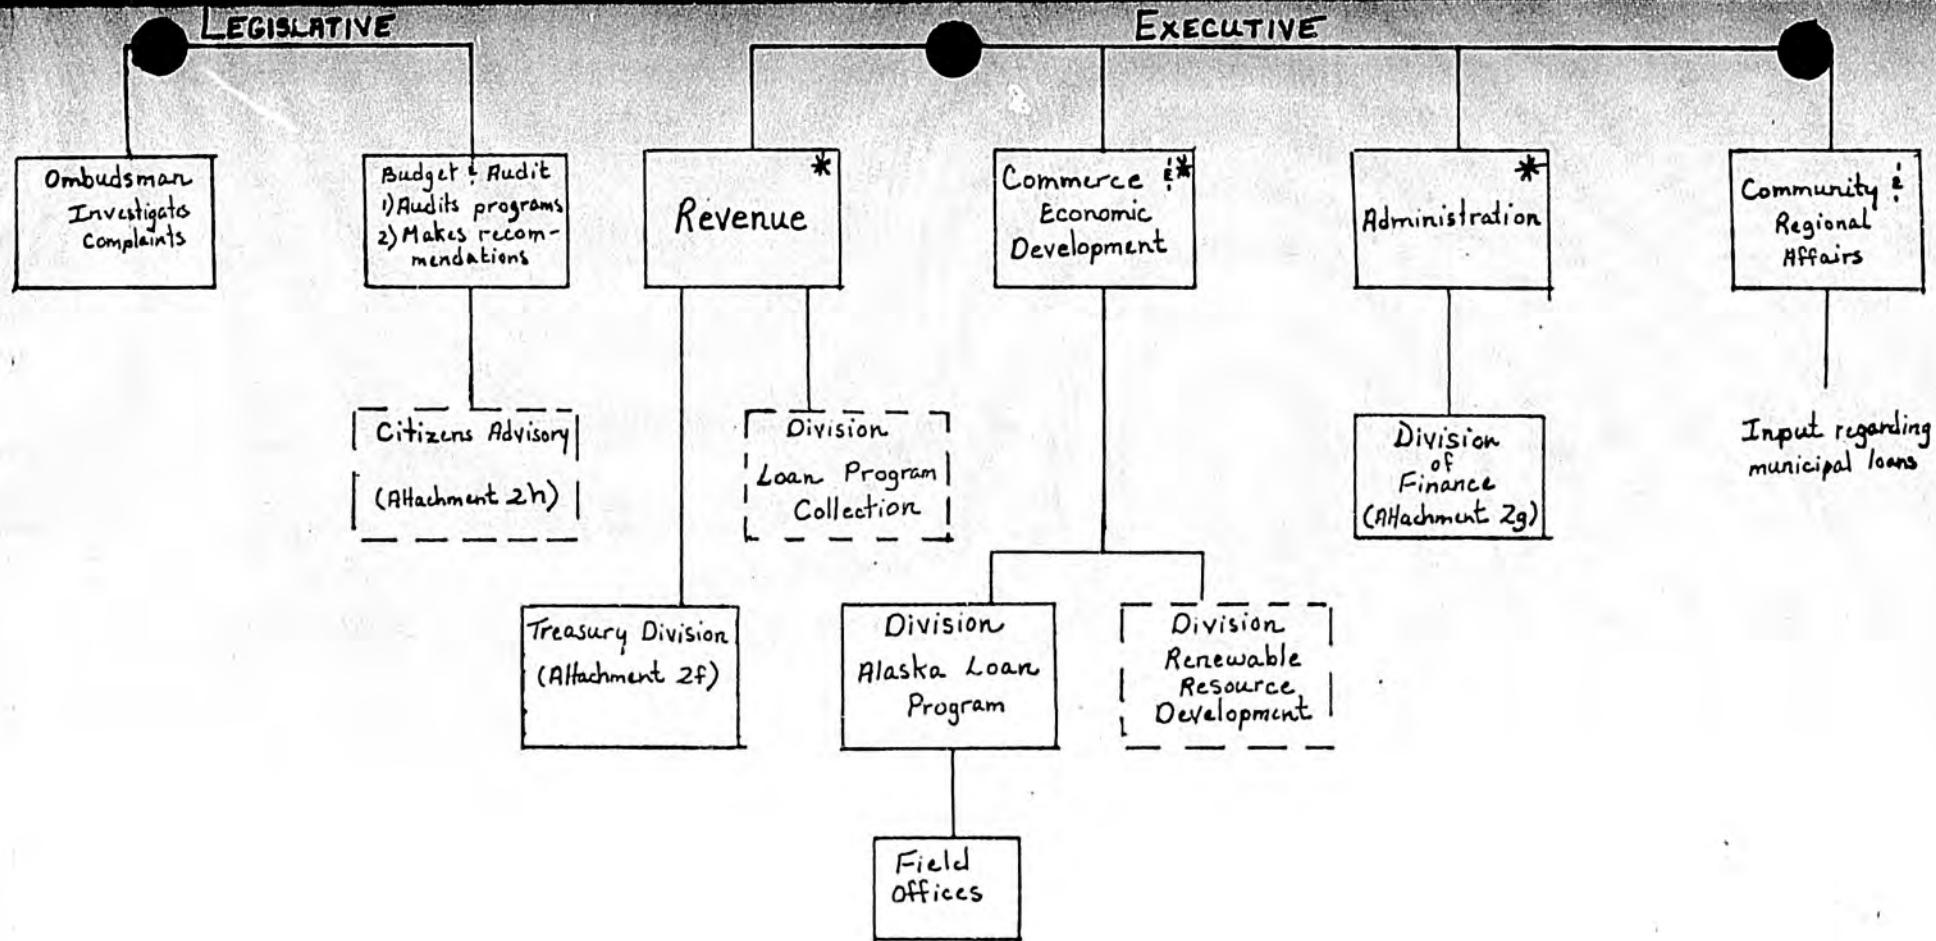 LEGISLATIVE
EXECUTIVE
Ombudsman
Investigates
Complaints
Budget & Audit
1) Audits programs
2) Makes recom-
mendations
*
Revenue
Commerce & *
Economic
Development
*
Administration
Community &
Regional
Affairs
Citizens Advisory
(Attachment 2h)
Division
Loan Program
Collection
Division
of
Finance
(Attachment 2g)
Input regarding
municipal loans
Treasury Division
(Attachment 2f)
Division
Alaska Loan
Program
Division
Renewable
Resource
Development
Field
Offices